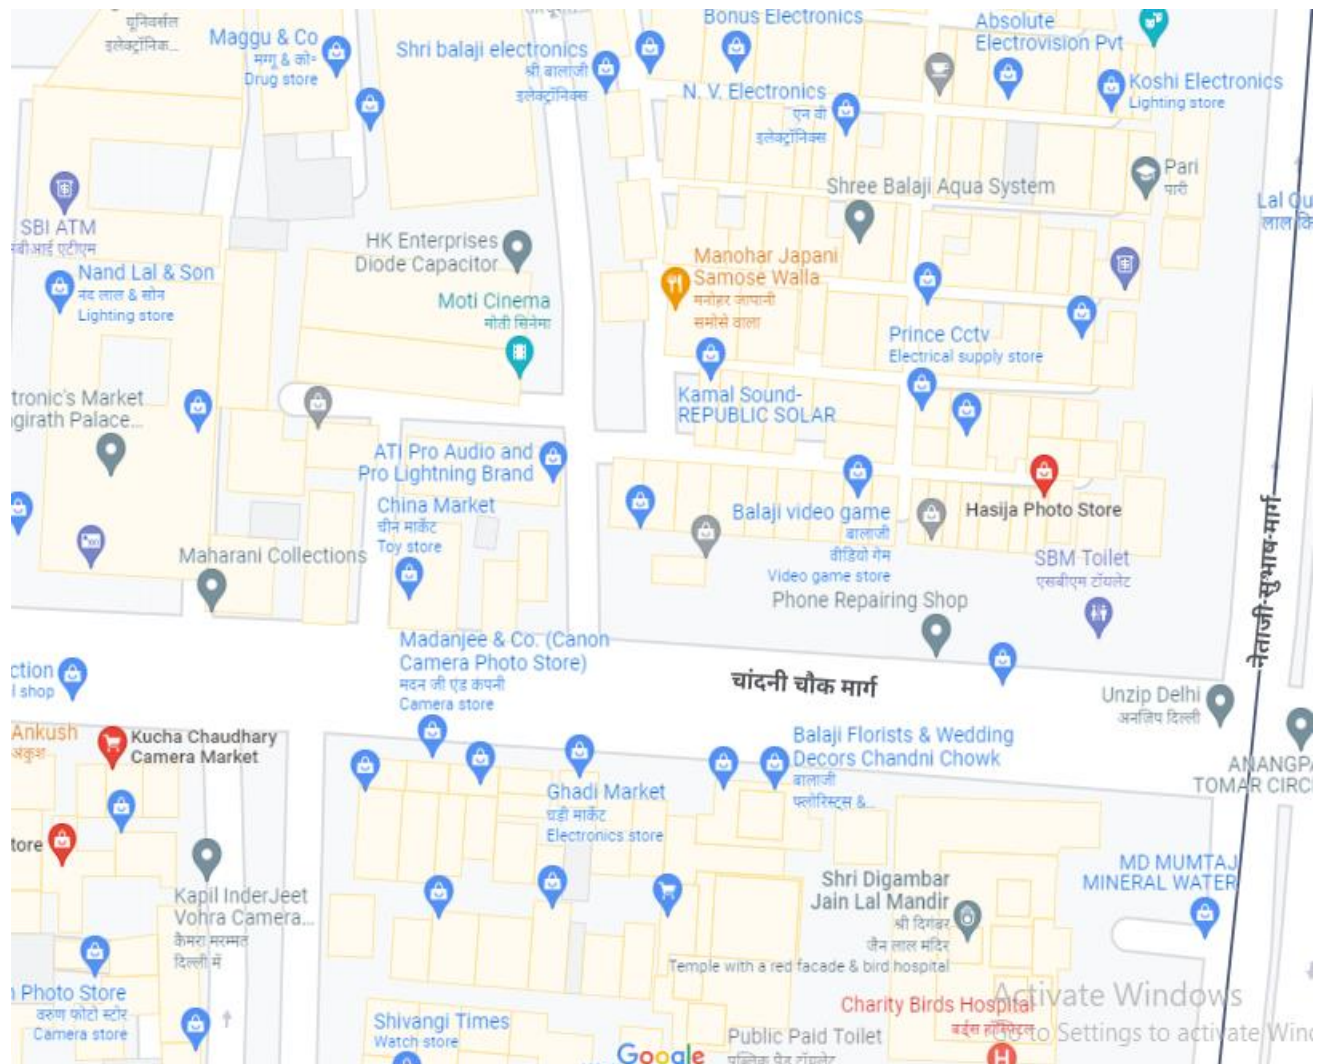 यूनिवर्सल
इलेक्ट्रॉनिक...
Maggu & Co
मग्गू & को॰
Drug store
Shri balaji electronics
श्री बालाजी
इलेक्ट्रॉनिक्स
Bonus Electronics
Absolute
Electrovision Pvt
Koshi Electronics
Lighting store
N. V. Electronics
एन वी
इलेक्ट्रॉनिक्स
Pari
पारी
Shree Balaji Aqua System
Lal Qu
लाल कि
SBI ATM
बीआई एटीएम
HK Enterprises
Diode Capacitor
Manohar Japani
Samose Walla
मनोहर जापानी
समोसे वाला
Nand Lal & Son
नंद लाल & सोन
Lighting store
Moti Cinema
मोती सिनेमा
Prince Cctv
Electrical supply store
Kamal Sound-
REPUBLIC SOLAR
tronic's Market
girath Palace...
ATI Pro Audio and
Pro Lightning Brand
China Market
चीन मार्केट
Toy store
Balaji video game
बालाजी
वीडियो गेम
Video game store
Hasija Photo Store
Maharani Collections
SBM Toilet
एसबीएम टॉयलेट
Phone Repairing Shop
नेताजी-सुभाष-मार्ग
Madanjee & Co. (Canon
Camera Photo Store)
मदन जी एंड कंपनी
Camera store
ction
l shop
चांदनी चौक मार्ग
Unzip Delhi
अनजिप दिल्ली
Ankush
अंकुश
Kucha Chaudhary
Camera Market
Balaji Florists & Wedding
Decors Chandni Chowk
बालाजी
फ्लोरिस्ट्स &...
ANANGPA
TOMAR CIRC
Ghadi Market
घड़ी मार्केट
Electronics store
tore
Kapil InderJeet
Vohra Camera...
कैमरा मरम्मत
दिल्ली में
MD MUMTAJ
MINERAL WATER
Shri Digambar
Jain Lal Mandir
श्री दिगंबर
जैन लाल मंदिर
Temple with a red facade & bird hospital
Photo Store
वरुण फोटो स्टोर
Camera store
Charity Birds Hospital
बर्ड्स हॉस्पिटल
Activate Windows
Go to Settings to activate Wind
Shivangi Times
Watch store
Google
Public Paid Toilet
पब्लिक पैड टॉयलेट